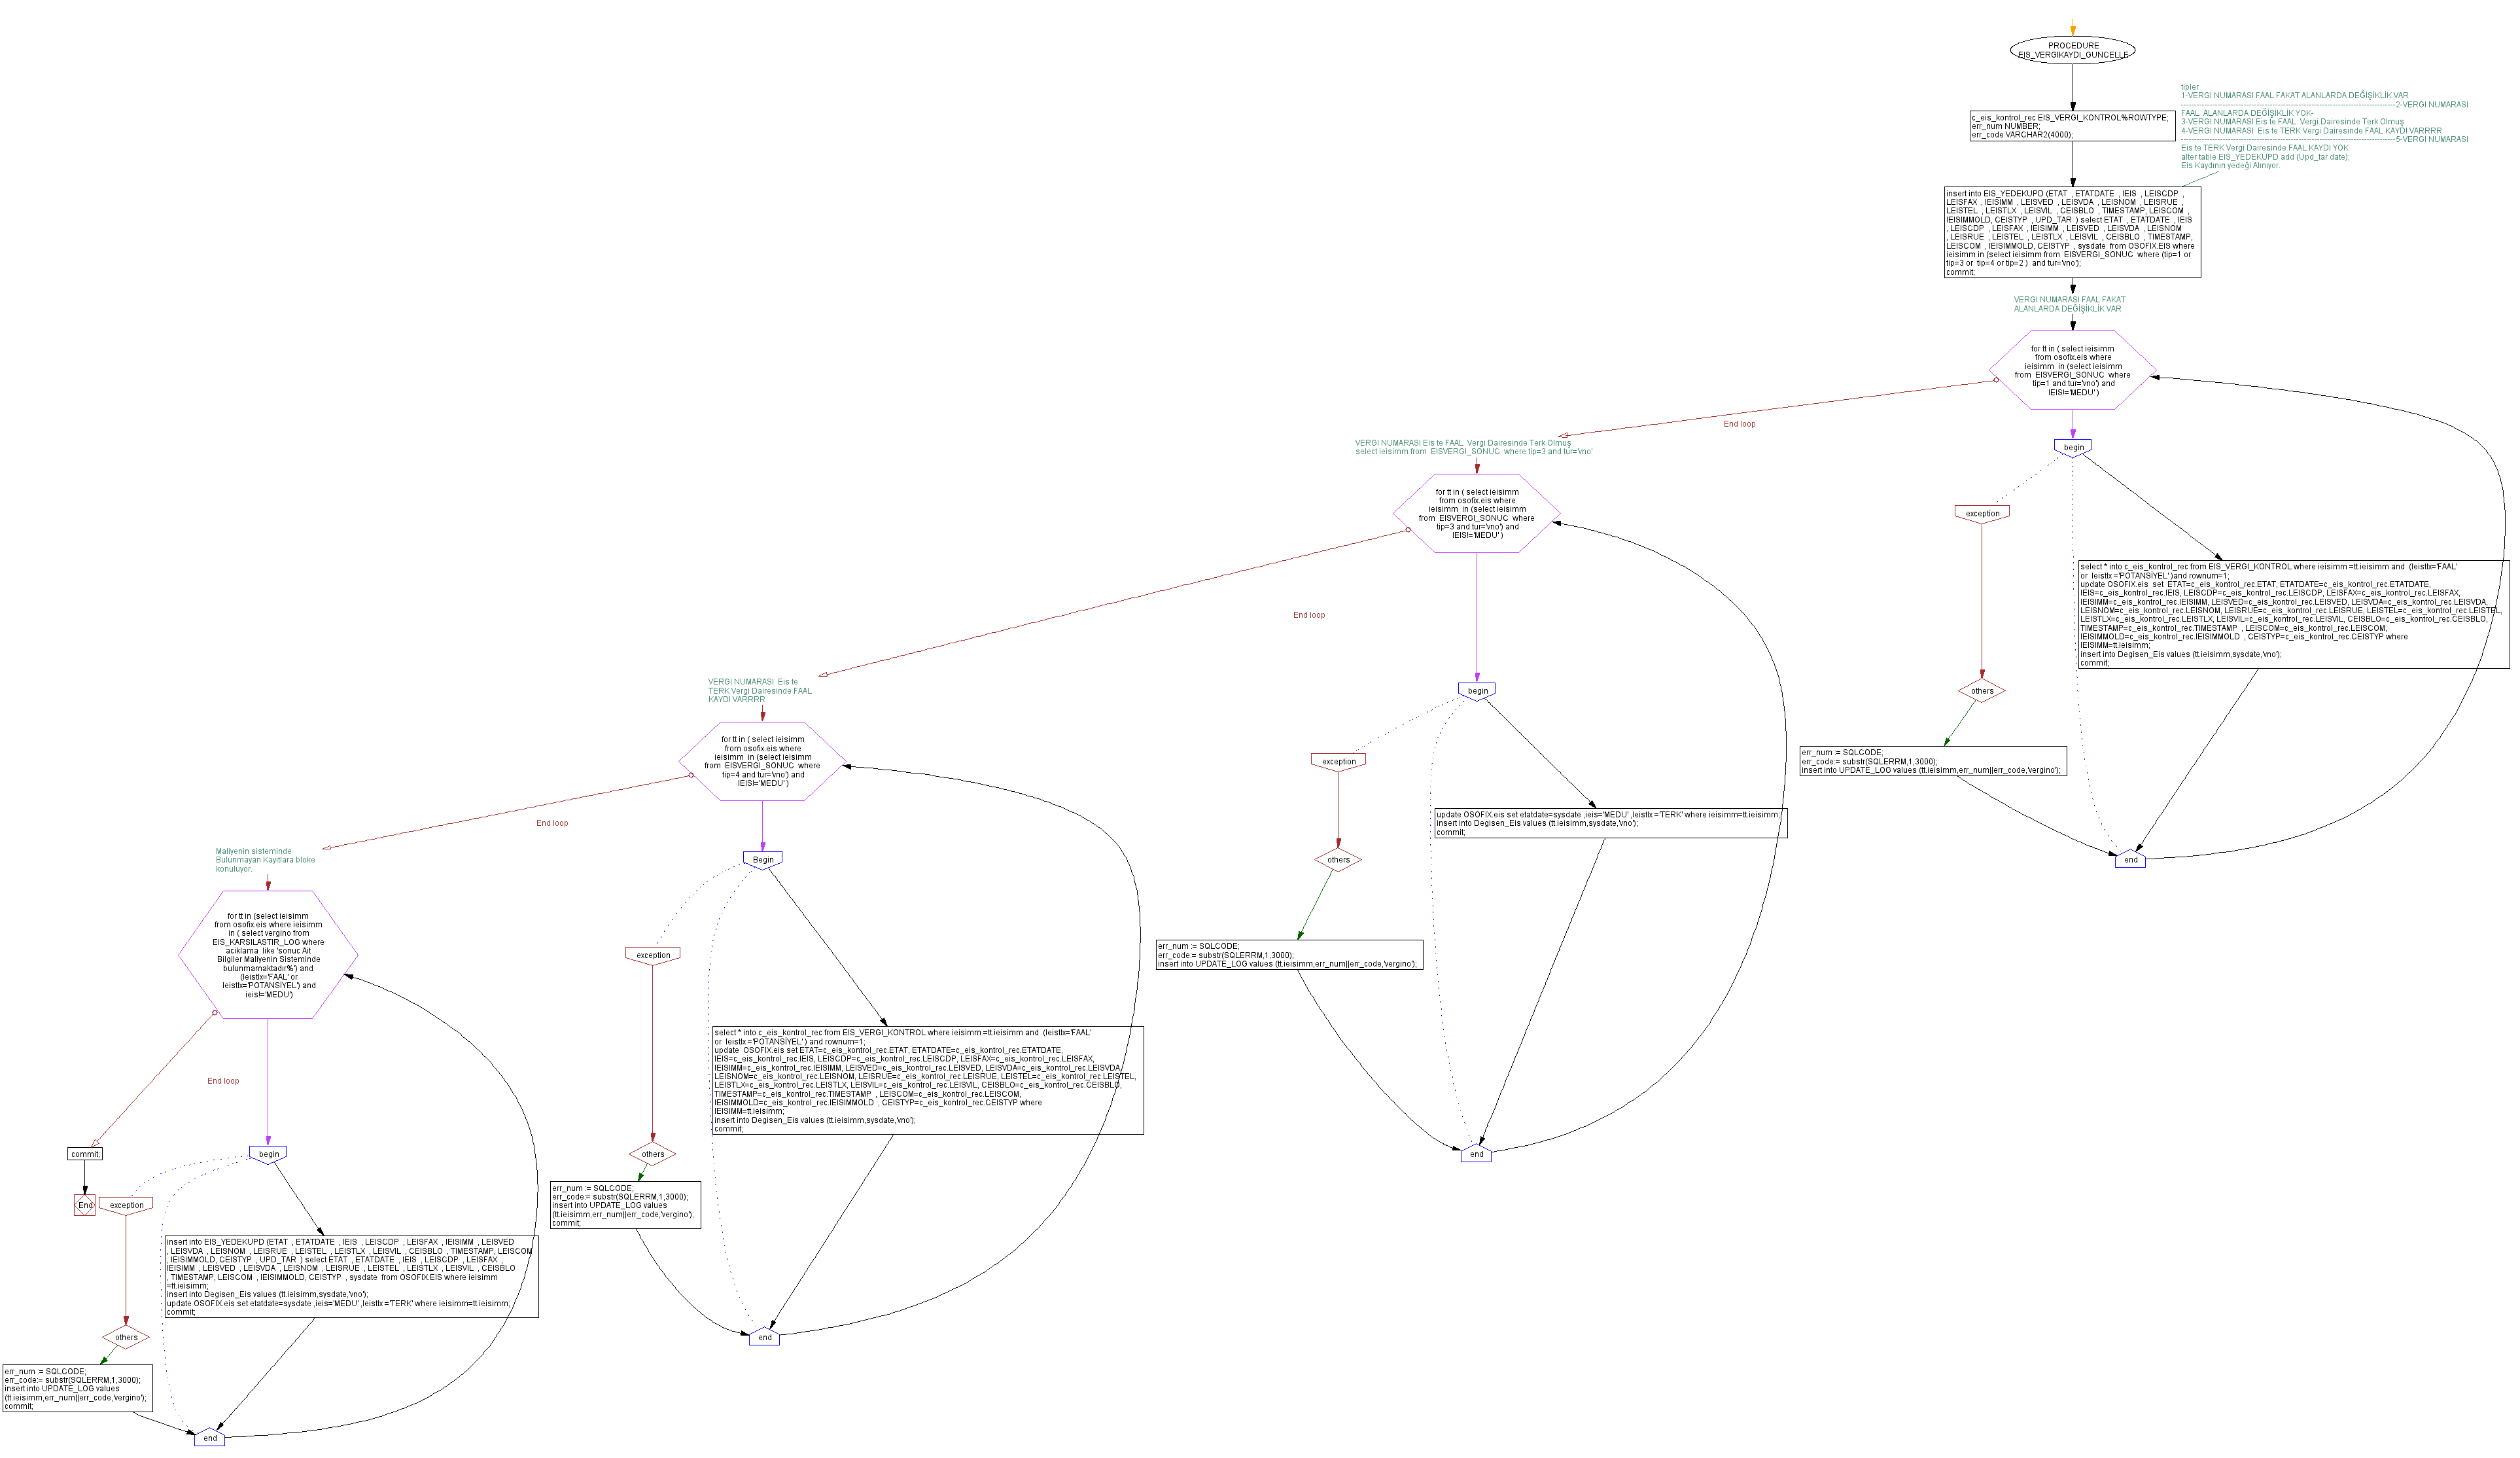 PROCEDURE
EIS_VERGIKAYDI_GUNCELLE
tipler
1-VERGI NUMARASI FAAL FAKAT ALANLARDA DEĞİŞİKLİK VAR
--------------------------------------------------------------------------------2-VERGI NUMARASI
FAAL  ALANLARDA DEĞİŞİKLİK YOK-
3-VERGI NUMARASI Eis te FAAL  Vergi Dairesinde Terk Olmuş
4-VERGI NUMARASI  Eis te TERK Vergi Dairesinde FAAL KAYDI VARRRR
--------------------------------------------------------------------------------5-VERGI NUMARASI
Eis te TERK Vergi Dairesinde FAAL KAYDI YOK
alter table EIS_YEDEKUPD add (Upd_tar date);
Eis Kaydının yedeği Alınıyor.
c_eis_kontrol_rec EIS_VERGI_KONTROL%ROWTYPE;
err_num NUMBER;
err_code VARCHAR2(4000);
insert into EIS_YEDEKUPD (ETAT  , ETATDATE  , IEIS  , LEISCDP  ,
LEISFAX  , IEISIMM  , LEISVED  , LEISVDA  , LEISNOM  , LEISRUE  ,
LEISTEL  , LEISTLX  , LEISVIL  , CEISBLO  , TIMESTAMP, LEISCOM  ,
IEISIMMOLD, CEISTYP  , UPD_TAR  ) select ETAT  , ETATDATE  , IEIS
, LEISCDP  , LEISFAX  , IEISIMM  , LEISVED  , LEISVDA  , LEISNOM
, LEISRUE  , LEISTEL  , LEISTLX  , LEISVIL  , CEISBLO  , TIMESTAMP,
LEISCOM  , IEISIMMOLD, CEISTYP  , sysdate  from OSOFIX.EIS where
ieisimm in (select ieisimm from  EISVERGI_SONUC  where (tip=1 or
tip=3 or  tip=4 or tip=2 )  and tur='vno');
commit;
VERGI NUMARASI FAAL FAKAT
ALANLARDA DEĞİŞİKLİK VAR
for tt in ( select ieisimm
from osofix.eis where
ieisimm  in (select ieisimm
from  EISVERGI_SONUC  where
tip=1 and tur='vno') and
IEIS!='MEDU' )
End loop
begin
exception
select * into c_eis_kontrol_rec from EIS_VERGI_KONTROL where ieisimm =tt.ieisimm and  (leistlx='FAAL'
or  leistlx ='POTANSİYEL' )and rownum=1;
update OSOFIX.eis  set  ETAT=c_eis_kontrol_rec.ETAT, ETATDATE=c_eis_kontrol_rec.ETATDATE,
IEIS=c_eis_kontrol_rec.IEIS, LEISCDP=c_eis_kontrol_rec.LEISCDP, LEISFAX=c_eis_kontrol_rec.LEISFAX,
IEISIMM=c_eis_kontrol_rec.IEISIMM, LEISVED=c_eis_kontrol_rec.LEISVED, LEISVDA=c_eis_kontrol_rec.LEISVDA,
LEISNOM=c_eis_kontrol_rec.LEISNOM, LEISRUE=c_eis_kontrol_rec.LEISRUE, LEISTEL=c_eis_kontrol_rec.LEISTEL,
LEISTLX=c_eis_kontrol_rec.LEISTLX, LEISVIL=c_eis_kontrol_rec.LEISVIL, CEISBLO=c_eis_kontrol_rec.CEISBLO,
TIMESTAMP=c_eis_kontrol_rec.TIMESTAMP  , LEISCOM=c_eis_kontrol_rec.LEISCOM,
IEISIMMOLD=c_eis_kontrol_rec.IEISIMMOLD  , CEISTYP=c_eis_kontrol_rec.CEISTYP where
IEISIMM=tt.ieisimm;
insert into Degisen_Eis values (tt.ieisimm,sysdate,'vno');
commit;
others
err_num := SQLCODE;
err_code:= substr(SQLERRM,1,3000);
insert into UPDATE_LOG values (tt.ieisimm,err_num||err_code,'vergino');
end
VERGI NUMARASI Eis te FAAL  Vergi Dairesinde Terk Olmuş
select ieisimm from  EISVERGI_SONUC  where tip=3 and tur='vno'
for tt in ( select ieisimm
from osofix.eis where
ieisimm  in (select ieisimm
from  EISVERGI_SONUC  where
tip=3 and tur='vno') and
IEIS!='MEDU' )
End loop
begin
exception
update OSOFIX.eis set etatdate=sysdate ,ieis='MEDU' ,leistlx ='TERK' where ieisimm=tt.ieisimm;
insert into Degisen_Eis values (tt.ieisimm,sysdate,'vno');
commit;
others
err_num := SQLCODE;
err_code:= substr(SQLERRM,1,3000);
insert into UPDATE_LOG values (tt.ieisimm,err_num||err_code,'vergino');
end
VERGI NUMARASI  Eis te
TERK Vergi Dairesinde FAAL
KAYDI VARRRR
for tt in ( select ieisimm
from osofix.eis where
ieisimm  in (select ieisimm
from  EISVERGI_SONUC  where
tip=4 and tur='vno') and
IEIS!='MEDU' )
End loop
Begin
exception
select * into c_eis_kontrol_rec from EIS_VERGI_KONTROL where ieisimm =tt.ieisimm and  (leistlx='FAAL'
or  leistlx ='POTANSİYEL' ) and rownum=1;
update  OSOFIX.eis set ETAT=c_eis_kontrol_rec.ETAT, ETATDATE=c_eis_kontrol_rec.ETATDATE,
IEIS=c_eis_kontrol_rec.IEIS, LEISCDP=c_eis_kontrol_rec.LEISCDP, LEISFAX=c_eis_kontrol_rec.LEISFAX,
IEISIMM=c_eis_kontrol_rec.IEISIMM, LEISVED=c_eis_kontrol_rec.LEISVED, LEISVDA=c_eis_kontrol_rec.LEISVDA,
LEISNOM=c_eis_kontrol_rec.LEISNOM, LEISRUE=c_eis_kontrol_rec.LEISRUE, LEISTEL=c_eis_kontrol_rec.LEISTEL,
LEISTLX=c_eis_kontrol_rec.LEISTLX, LEISVIL=c_eis_kontrol_rec.LEISVIL, CEISBLO=c_eis_kontrol_rec.CEISBLO,
TIMESTAMP=c_eis_kontrol_rec.TIMESTAMP  , LEISCOM=c_eis_kontrol_rec.LEISCOM,
IEISIMMOLD=c_eis_kontrol_rec.IEISIMMOLD  , CEISTYP=c_eis_kontrol_rec.CEISTYP where
IEISIMM=tt.ieisimm;
insert into Degisen_Eis values (tt.ieisimm,sysdate,'vno');
commit;
others
err_num := SQLCODE;
err_code:= substr(SQLERRM,1,3000);
insert into UPDATE_LOG values
(tt.ieisimm,err_num||err_code,'vergino');
commit;
end
Maliyenin sisteminde
Bulunmayan Kayıtlara bloke
konuluyor.
for tt in (select ieisimm
from osofix.eis where ieisimm
in ( select vergino from
EIS_KARSILASTIR_LOG where
aciklama  like 'sonuc Ait
Bilgiler Maliyenin Sisteminde
bulunmamaktadır%') and
(leistlx='FAAL' or
leistlx='POTANSİYEL') and
ieis!='MEDU')
End loop
commit;
End
begin
exception
insert into EIS_YEDEKUPD (ETAT  , ETATDATE  , IEIS  , LEISCDP  , LEISFAX  , IEISIMM  , LEISVED
, LEISVDA  , LEISNOM  , LEISRUE  , LEISTEL  , LEISTLX  , LEISVIL  , CEISBLO  , TIMESTAMP, LEISCOM
, IEISIMMOLD, CEISTYP  , UPD_TAR  ) select ETAT  , ETATDATE  , IEIS  , LEISCDP  , LEISFAX  ,
IEISIMM  , LEISVED  , LEISVDA  , LEISNOM  , LEISRUE  , LEISTEL  , LEISTLX  , LEISVIL  , CEISBLO
, TIMESTAMP, LEISCOM  , IEISIMMOLD, CEISTYP  , sysdate  from OSOFIX.EIS where ieisimm
=tt.ieisimm;
insert into Degisen_Eis values (tt.ieisimm,sysdate,'vno');
update OSOFIX.eis set etatdate=sysdate ,ieis='MEDU' ,leistlx ='TERK' where ieisimm=tt.ieisimm;
commit;
others
err_num := SQLCODE;
err_code:= substr(SQLERRM,1,3000);
insert into UPDATE_LOG values
(tt.ieisimm,err_num||err_code,'vergino');
commit;
end